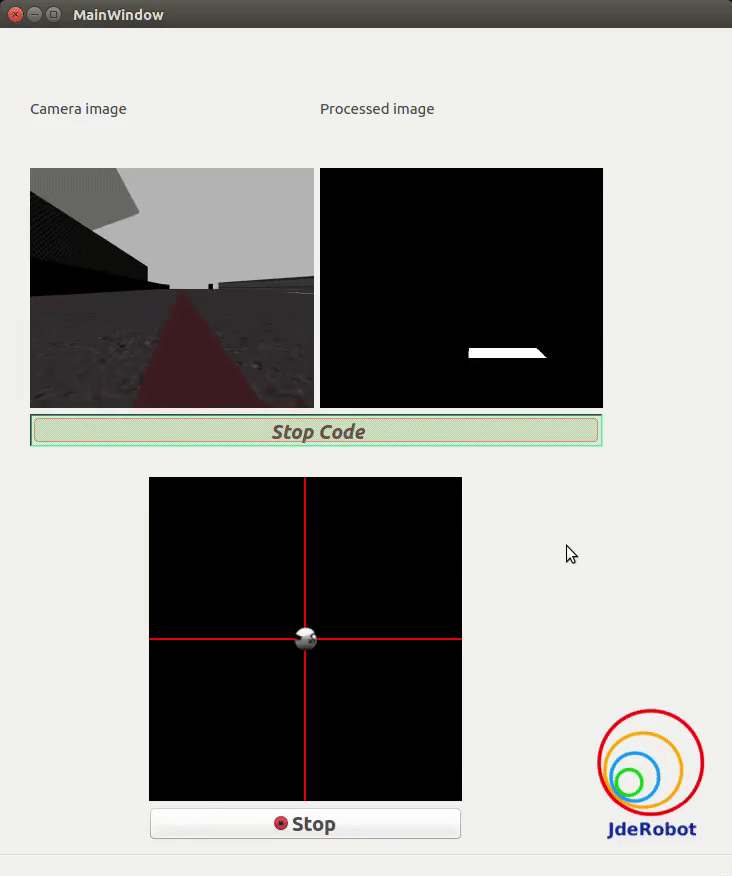 MainWindow
Camera image
Processed image
Stop Code
Stop
JdeRobot